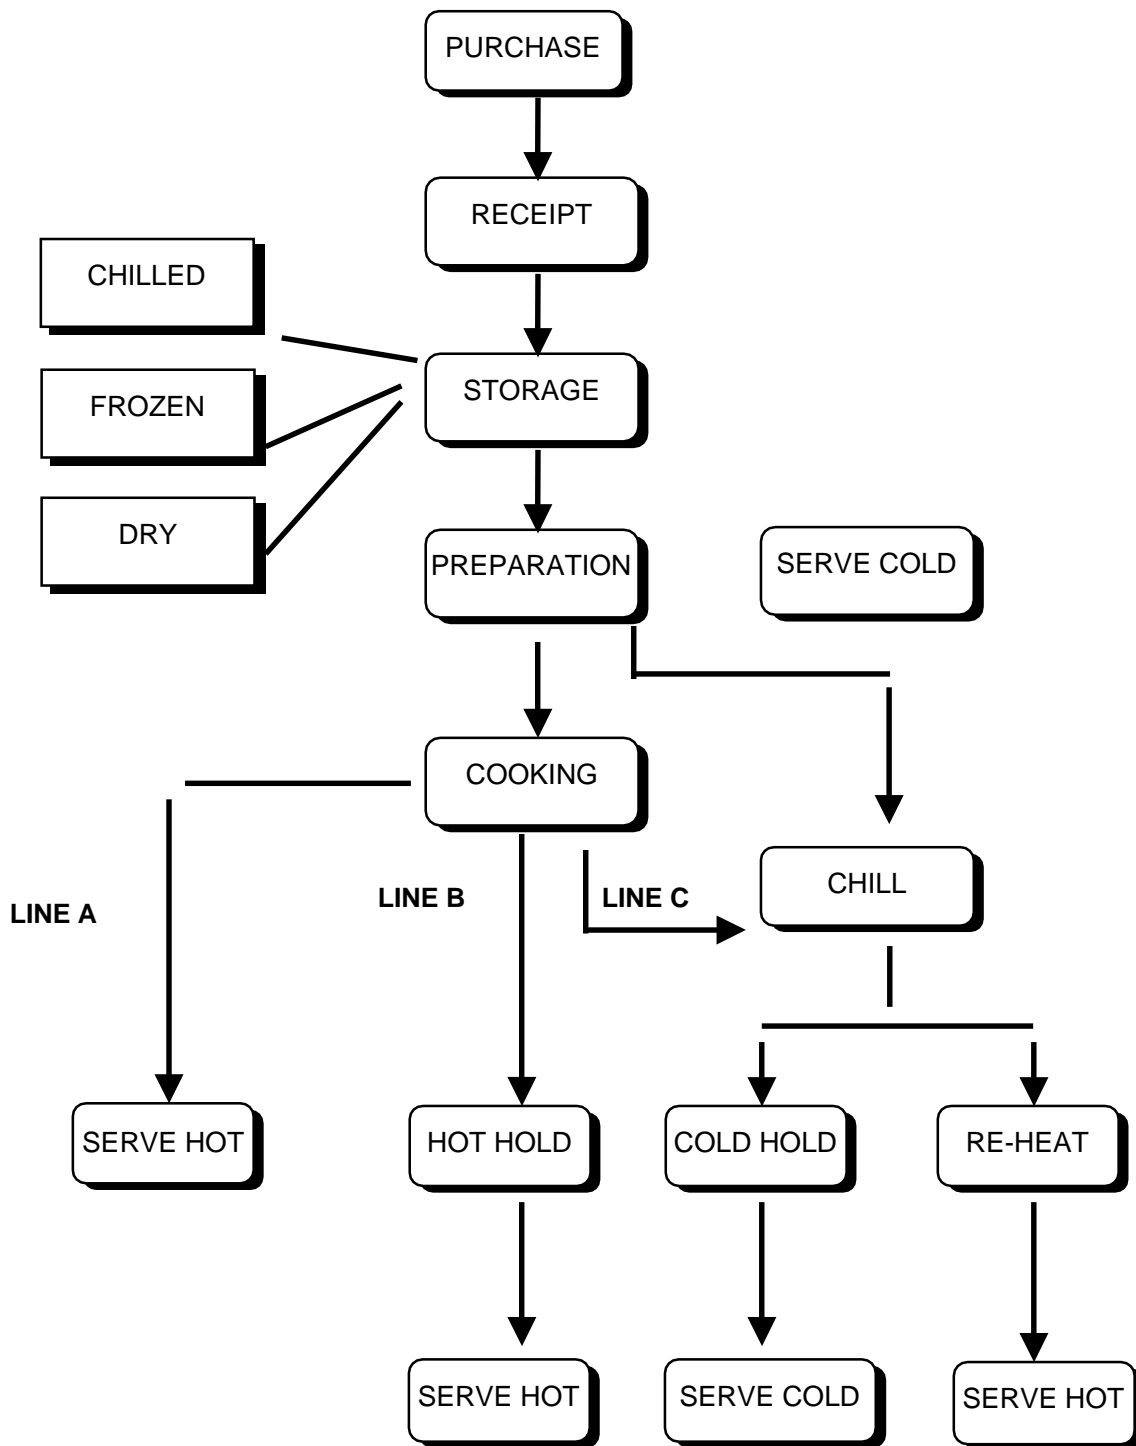 PURCHASE
RECEIPT
CHILLED
STORAGE
FROZEN
DRY
PREPARATION
SERVE COLD
COOKING
CHILL
LINE A
LINE B
LINE C
SERVE HOT
HOT HOLD
COLD HOLD
RE-HEAT
SERVE HOT
SERVE COLD
SERVE HOT